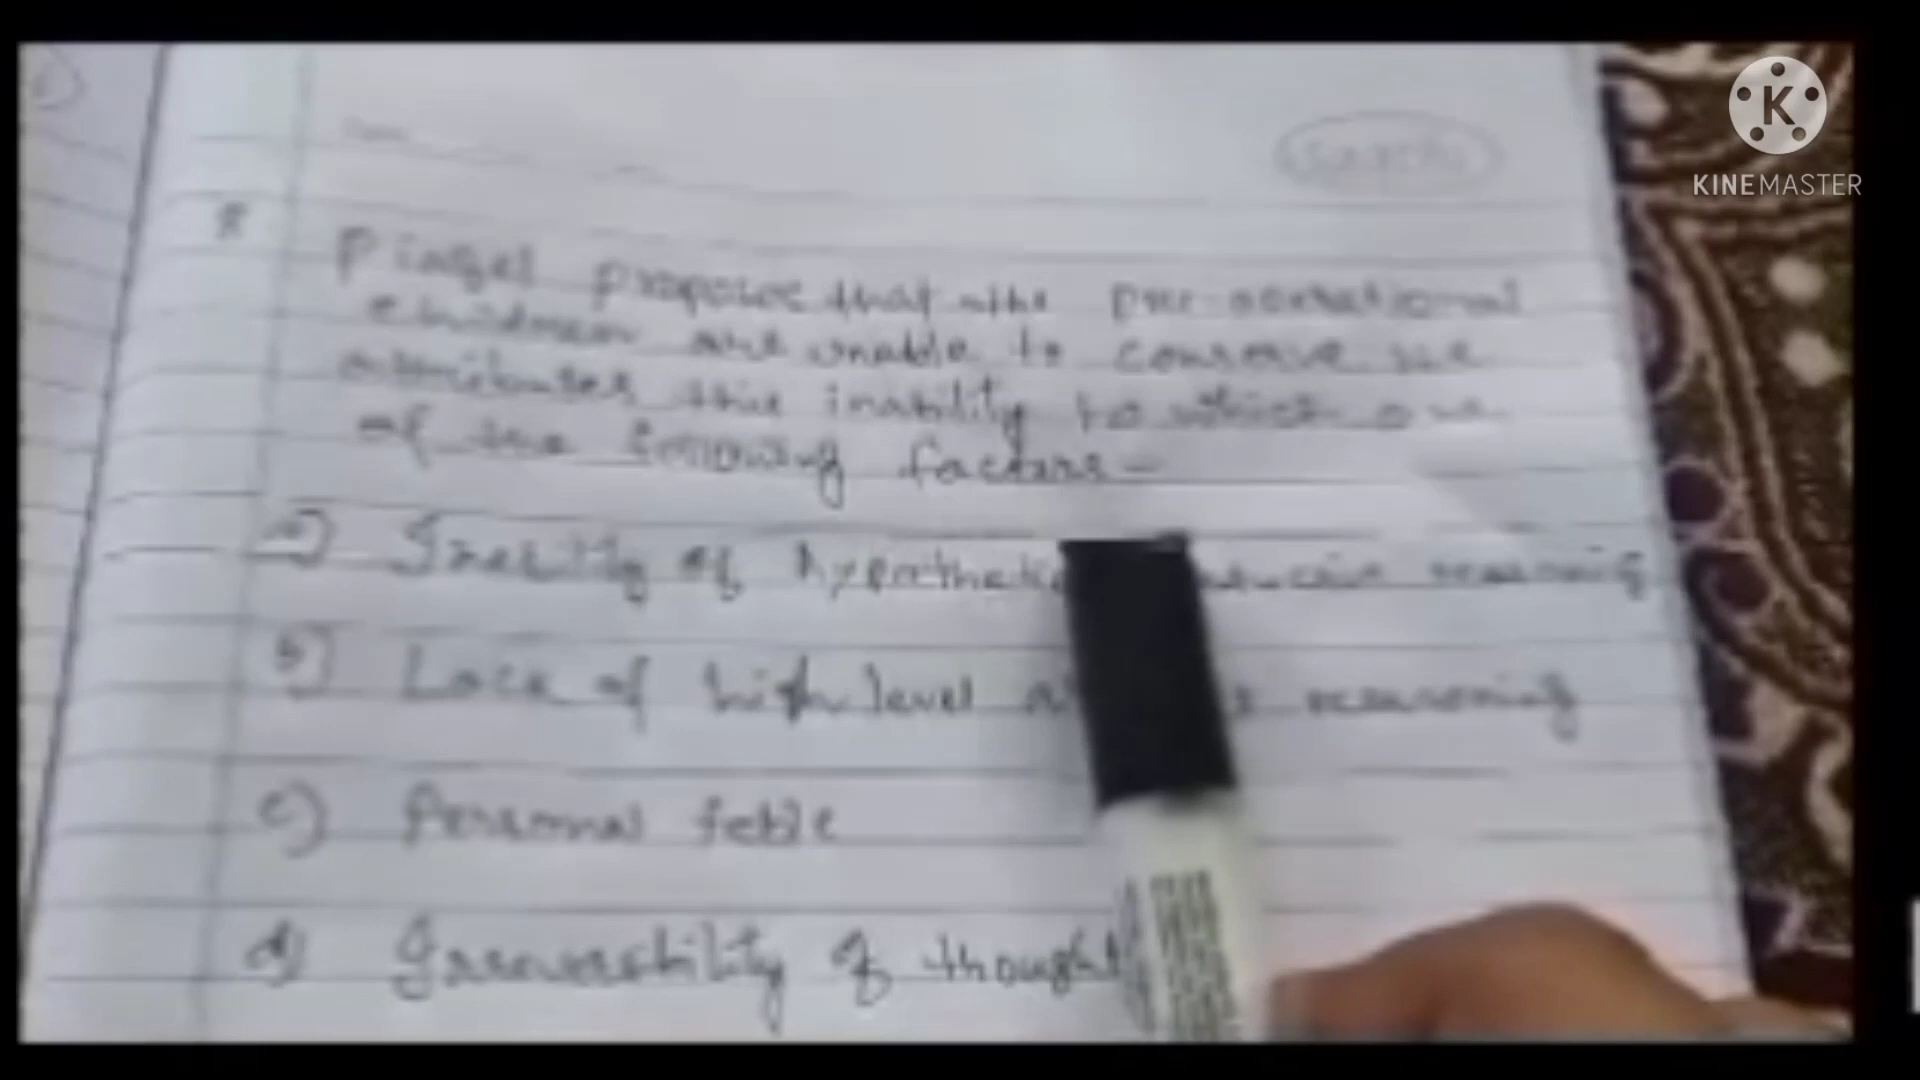 KINEMASTER
Piaget propose that the pre-operational
children are unable to conserve. He
attributes this inability to which one
of the following factors -
a) Inability of reasoning
b) Lack of high level reasoning
c) Personal fable
d) Irreversibility of thought